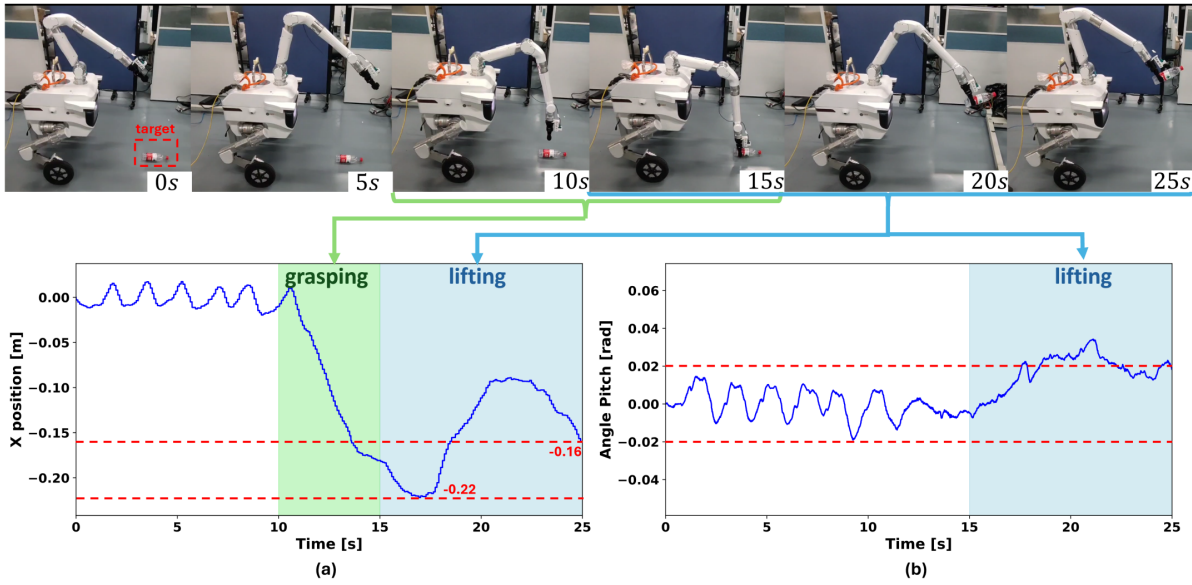 target
0s
5s
10s
15s
20s
25s
grasping
lifting
lifting
X position [m]
0.00
−0.05
−0.10
−0.15
−0.20
-0.16
-0.22
0
5
10
15
20
25
Time [s]
(a)
Angle Pitch [rad]
0.06
0.04
0.02
0.00
−0.02
−0.04
0
5
10
15
20
25
Time [s]
(b)